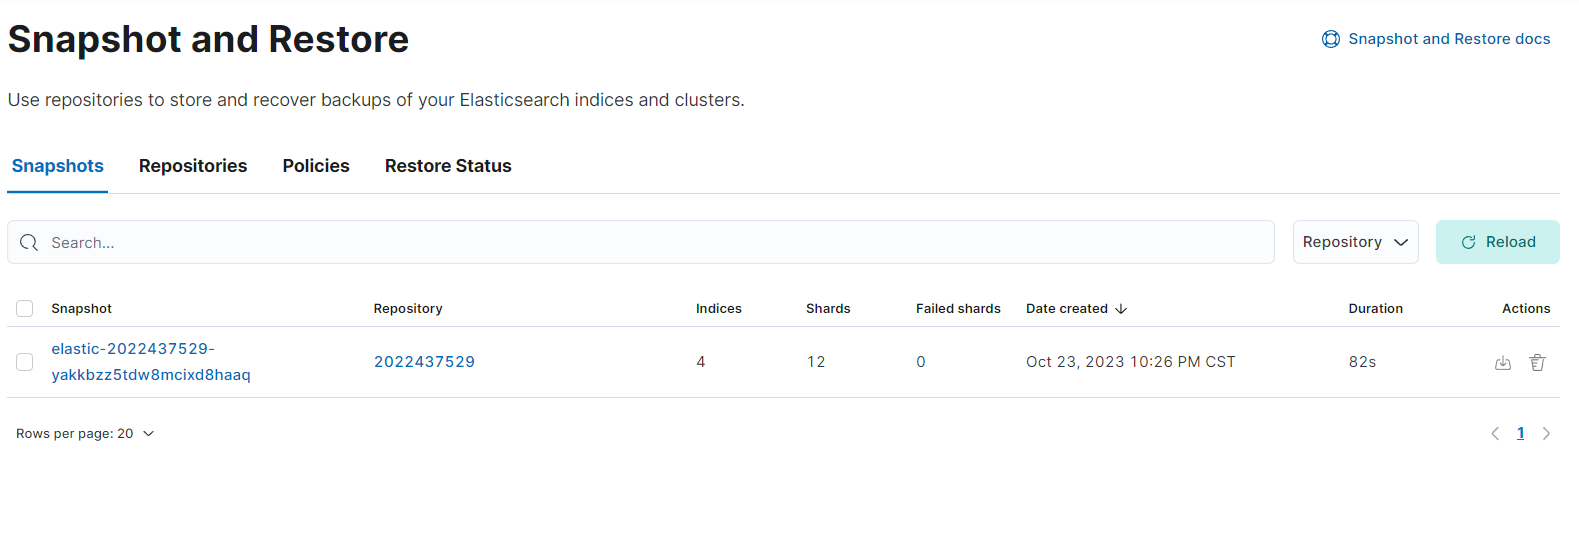 Snapshot and Restore
Snapshot and Restore docs
Use repositories to store and recover backups of your Elasticsearch indices and clusters.
Snapshots Repositories Policies Restore Status
Search... Repository Reload
Snapshot Repository Indices Shards Failed shards Date created Duration Actions
elastic-2022437529-
yakkbzz5tdw8mcixd8haaq
2022437529 4 12 0 Oct 23, 2023 10:26 PM CST 82s
Rows per page: 20 1